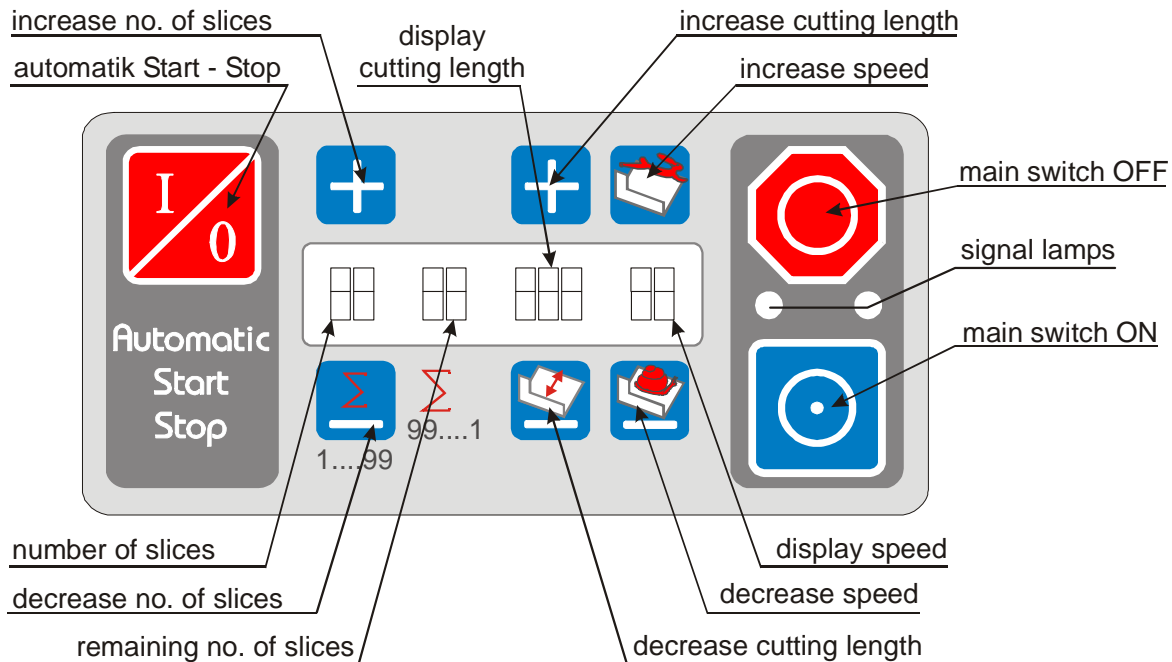 increase no. of slices
automatik Start - Stop
display
cutting length
increase cutting length
increase speed
I
0
main switch OFF
signal lamps
main switch ON
Automatic
Start
Stop
Σ
Σ
1....99
99....1
number of slices
decrease no. of slices
remaining no. of slices
display speed
decrease speed
decrease cutting length